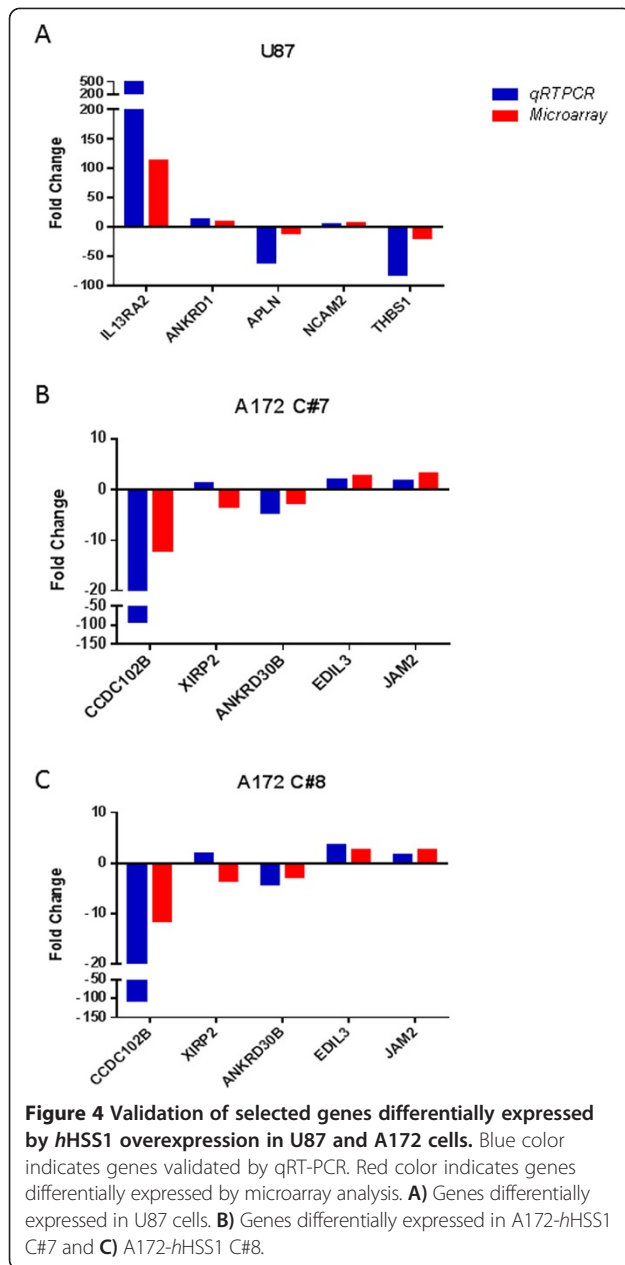 A
U87
qRTPCR
Microarray
Fold Change
500
200
200
150
100
50
0
-50
-100
IL13RA2
ANKRD1
APLN
NCAM2
THBS1
B
A172 C#7
Fold Change
10
0
-10
-20
-50
-100
-150
CCDC102B
XIRP2
ANKRD30B
EDIL3
JAM2
C
A172 C#8
Fold Change
10
0
-10
-20
-50
-100
-150
CCDC102B
XIRP2
ANKRD30B
EDIL3
JAM2
Figure 4 Validation of selected genes differentially expressed
by hHSS1 overexpression in U87 and A172 cells. Blue color
indicates genes validated by qRT-PCR. Red color indicates genes
differentially expressed by microarray analysis. A) Genes differentially
expressed in U87 cells. B) Genes differentially expressed in A172-hHSS1
C#7 and C) A172-hHSS1 C#8.